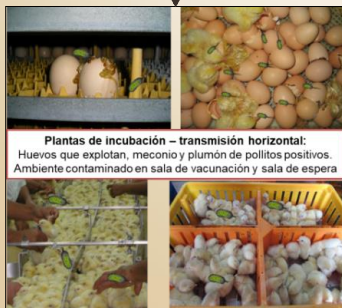 Plantas de incubación – transmisión horizontal:
Huevos que explotan, meconio y plumón de pollitos positivos.
Ambiente contaminado en sala de vacunación y sala de espera